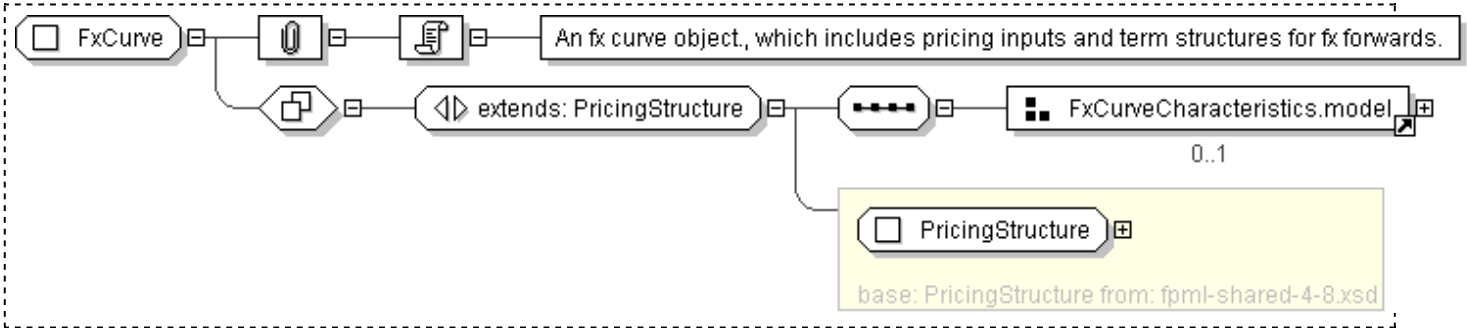 FxCurve
An fx curve object., which includes pricing inputs and term structures for fx forwards.
extends: PricingStructure
FxCurveCharacteristics.model
0..1
PricingStructure
base: PricingStructure from: fpml-shared-4-8.xsd